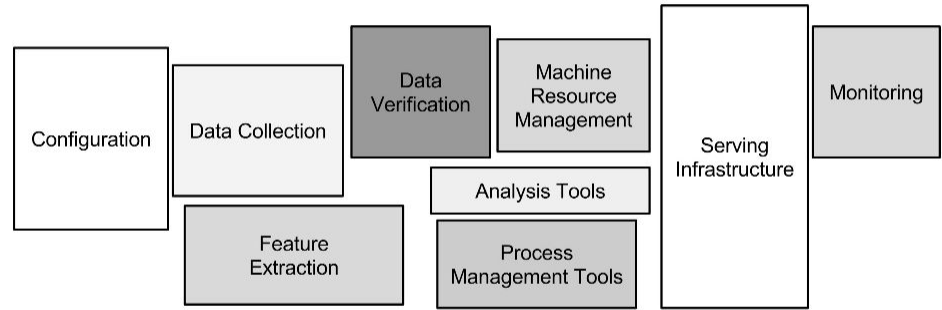 Configuration
Data Collection
Feature
Extraction
Data
Verification
Machine
Resource
Management
Analysis Tools
Process
Management Tools
Serving
Infrastructure
Monitoring